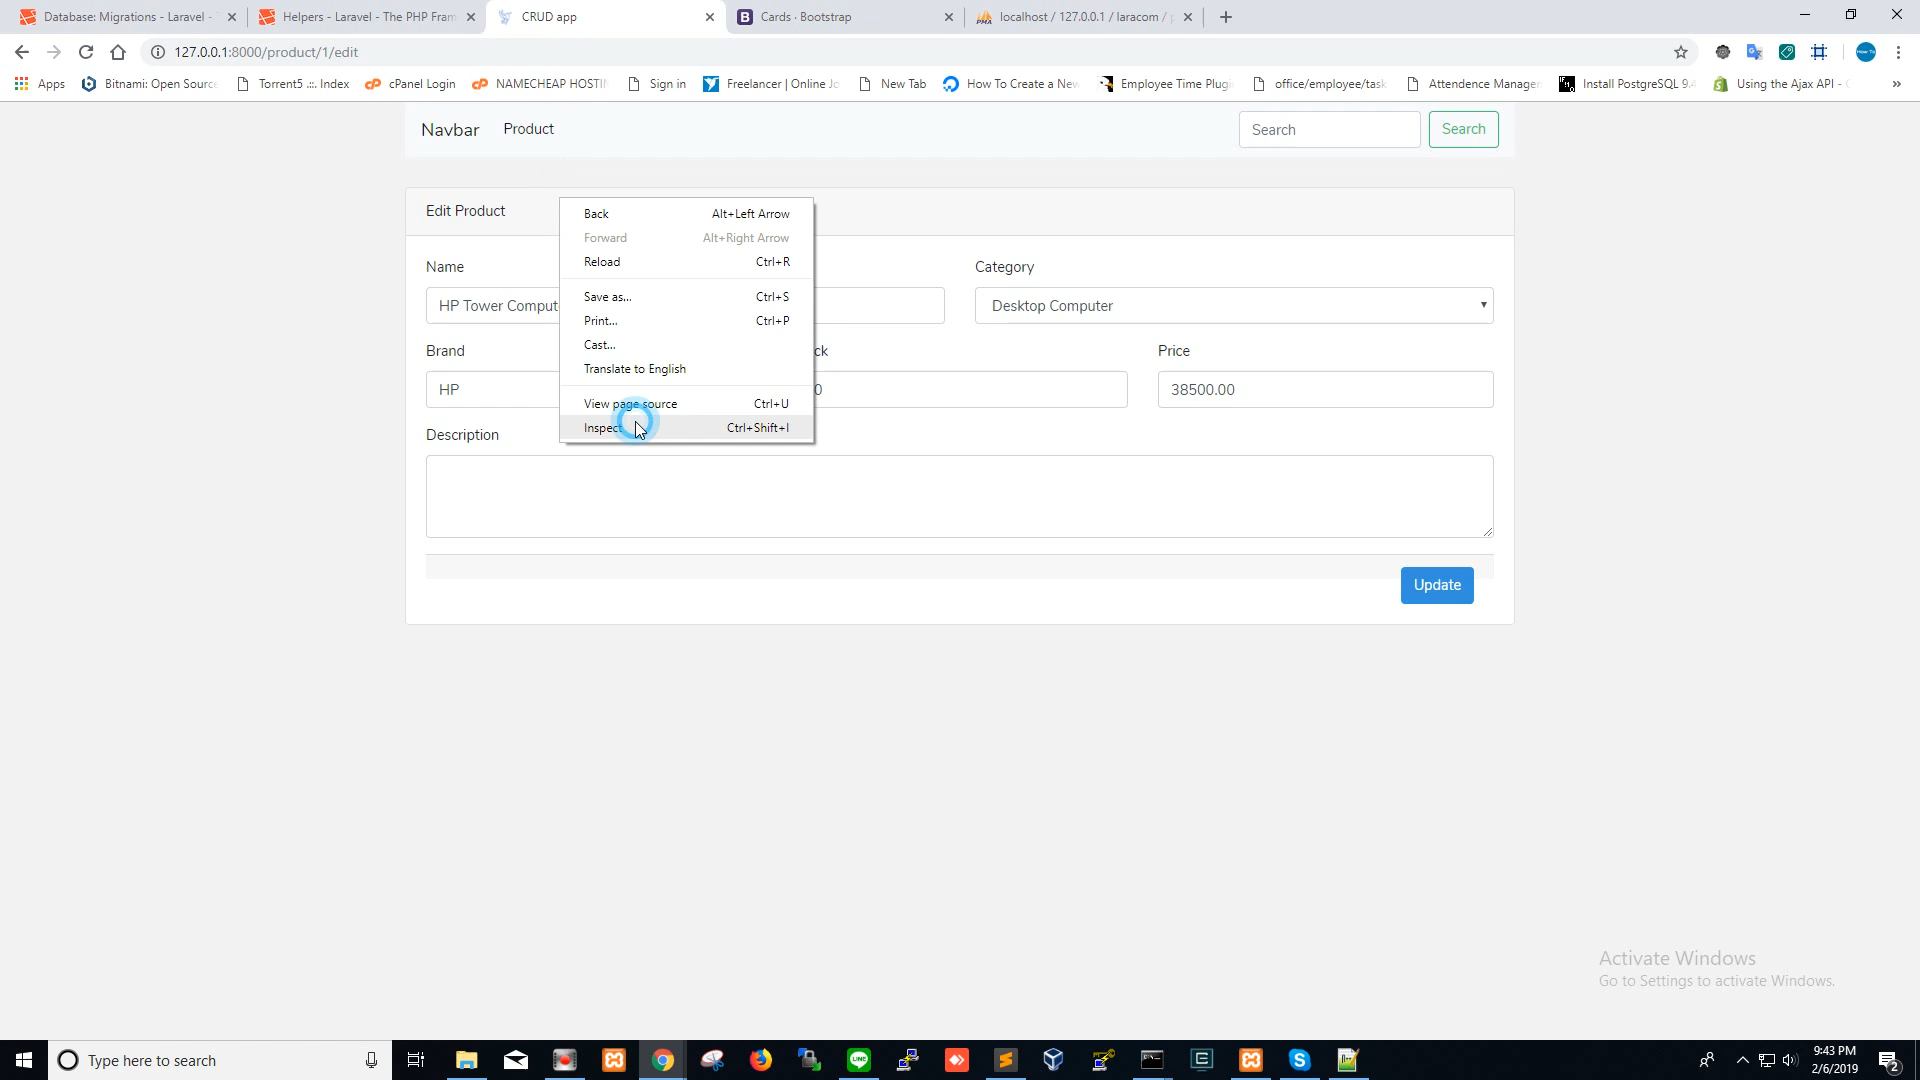 Database: Migrations - Laravel -
Helpers - Laravel - The PHP Fram
CRUD app
Cards · Bootstrap
localhost / 127.0.0.1 / laracom /
127.0.0.1:8000/product/1/edit
Apps
Bitnami: Open Source
Torrent5 .::. Index
cPanel Login
NAMECHEAP HOSTIN
Sign in
Freelancer | Online Jo
New Tab
How To Create a New
Employee Time Plugi
office/employee/task
Attendence Manager
Install PostgreSQL 9.4
Using the Ajax API -
»
Navbar
Product
Search
Search
Edit Product
Back Alt+Left Arrow
Forward Alt+Right Arrow
Reload Ctrl+R
Save as... Ctrl+S
Print... Ctrl+P
Cast...
Translate to English
View page source Ctrl+U
Inspect Ctrl+Shift+I
Name
Category
HP Tower Comput
Desktop Computer
Brand
ck
Price
HP
0
38500.00
Description
Update
Activate Windows
Go to Settings to activate Windows.
Type here to search
9:43 PM
2/6/2019
2